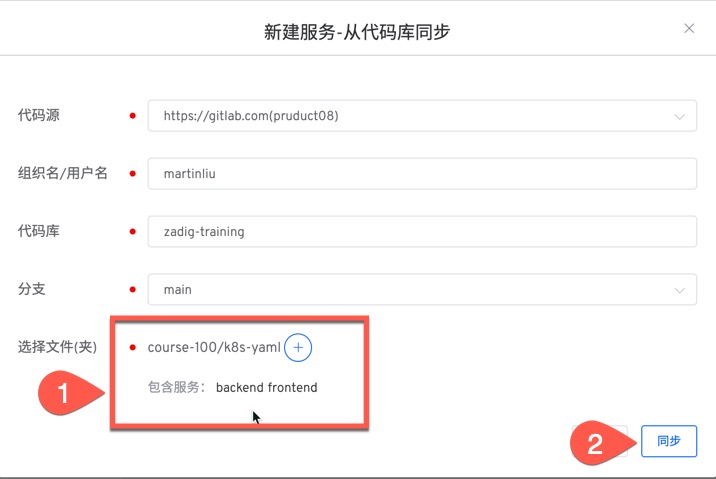 新建服务-从代码库同步
代码源 https://gitlab.com(pruduct08)
组织名/用户名 martinliu
代码库 zadig-training
分支 main
选择文件(夹) course-100/k8s-yaml
包含服务： backend frontend
1
2 同步